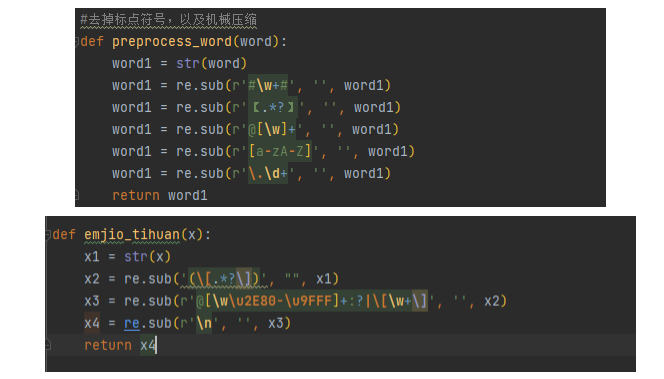 #去掉标点符号，以及机械压缩
def preprocess_word(word):
    word1 = str(word)
    word1 = re.sub(r'#\w+#', '', word1)
    word1 = re.sub(r'【.*?】', '', word1)
    word1 = re.sub(r'@[\w]+', '', word1)
    word1 = re.sub(r'[a-zA-Z]', '', word1)
    word1 = re.sub(r'\.\d+', '', word1)
    return word1
def emjio_tihuan(x):
    x1 = str(x)
    x2 = re.sub('(\[.*?\])', "", x1)
    x3 = re.sub(r'@[\w\u2E80-\u9FFF]+:?|\[\w+\]', '', x2)
    x4 = re.sub(r'\n', '', x3)
    return x4